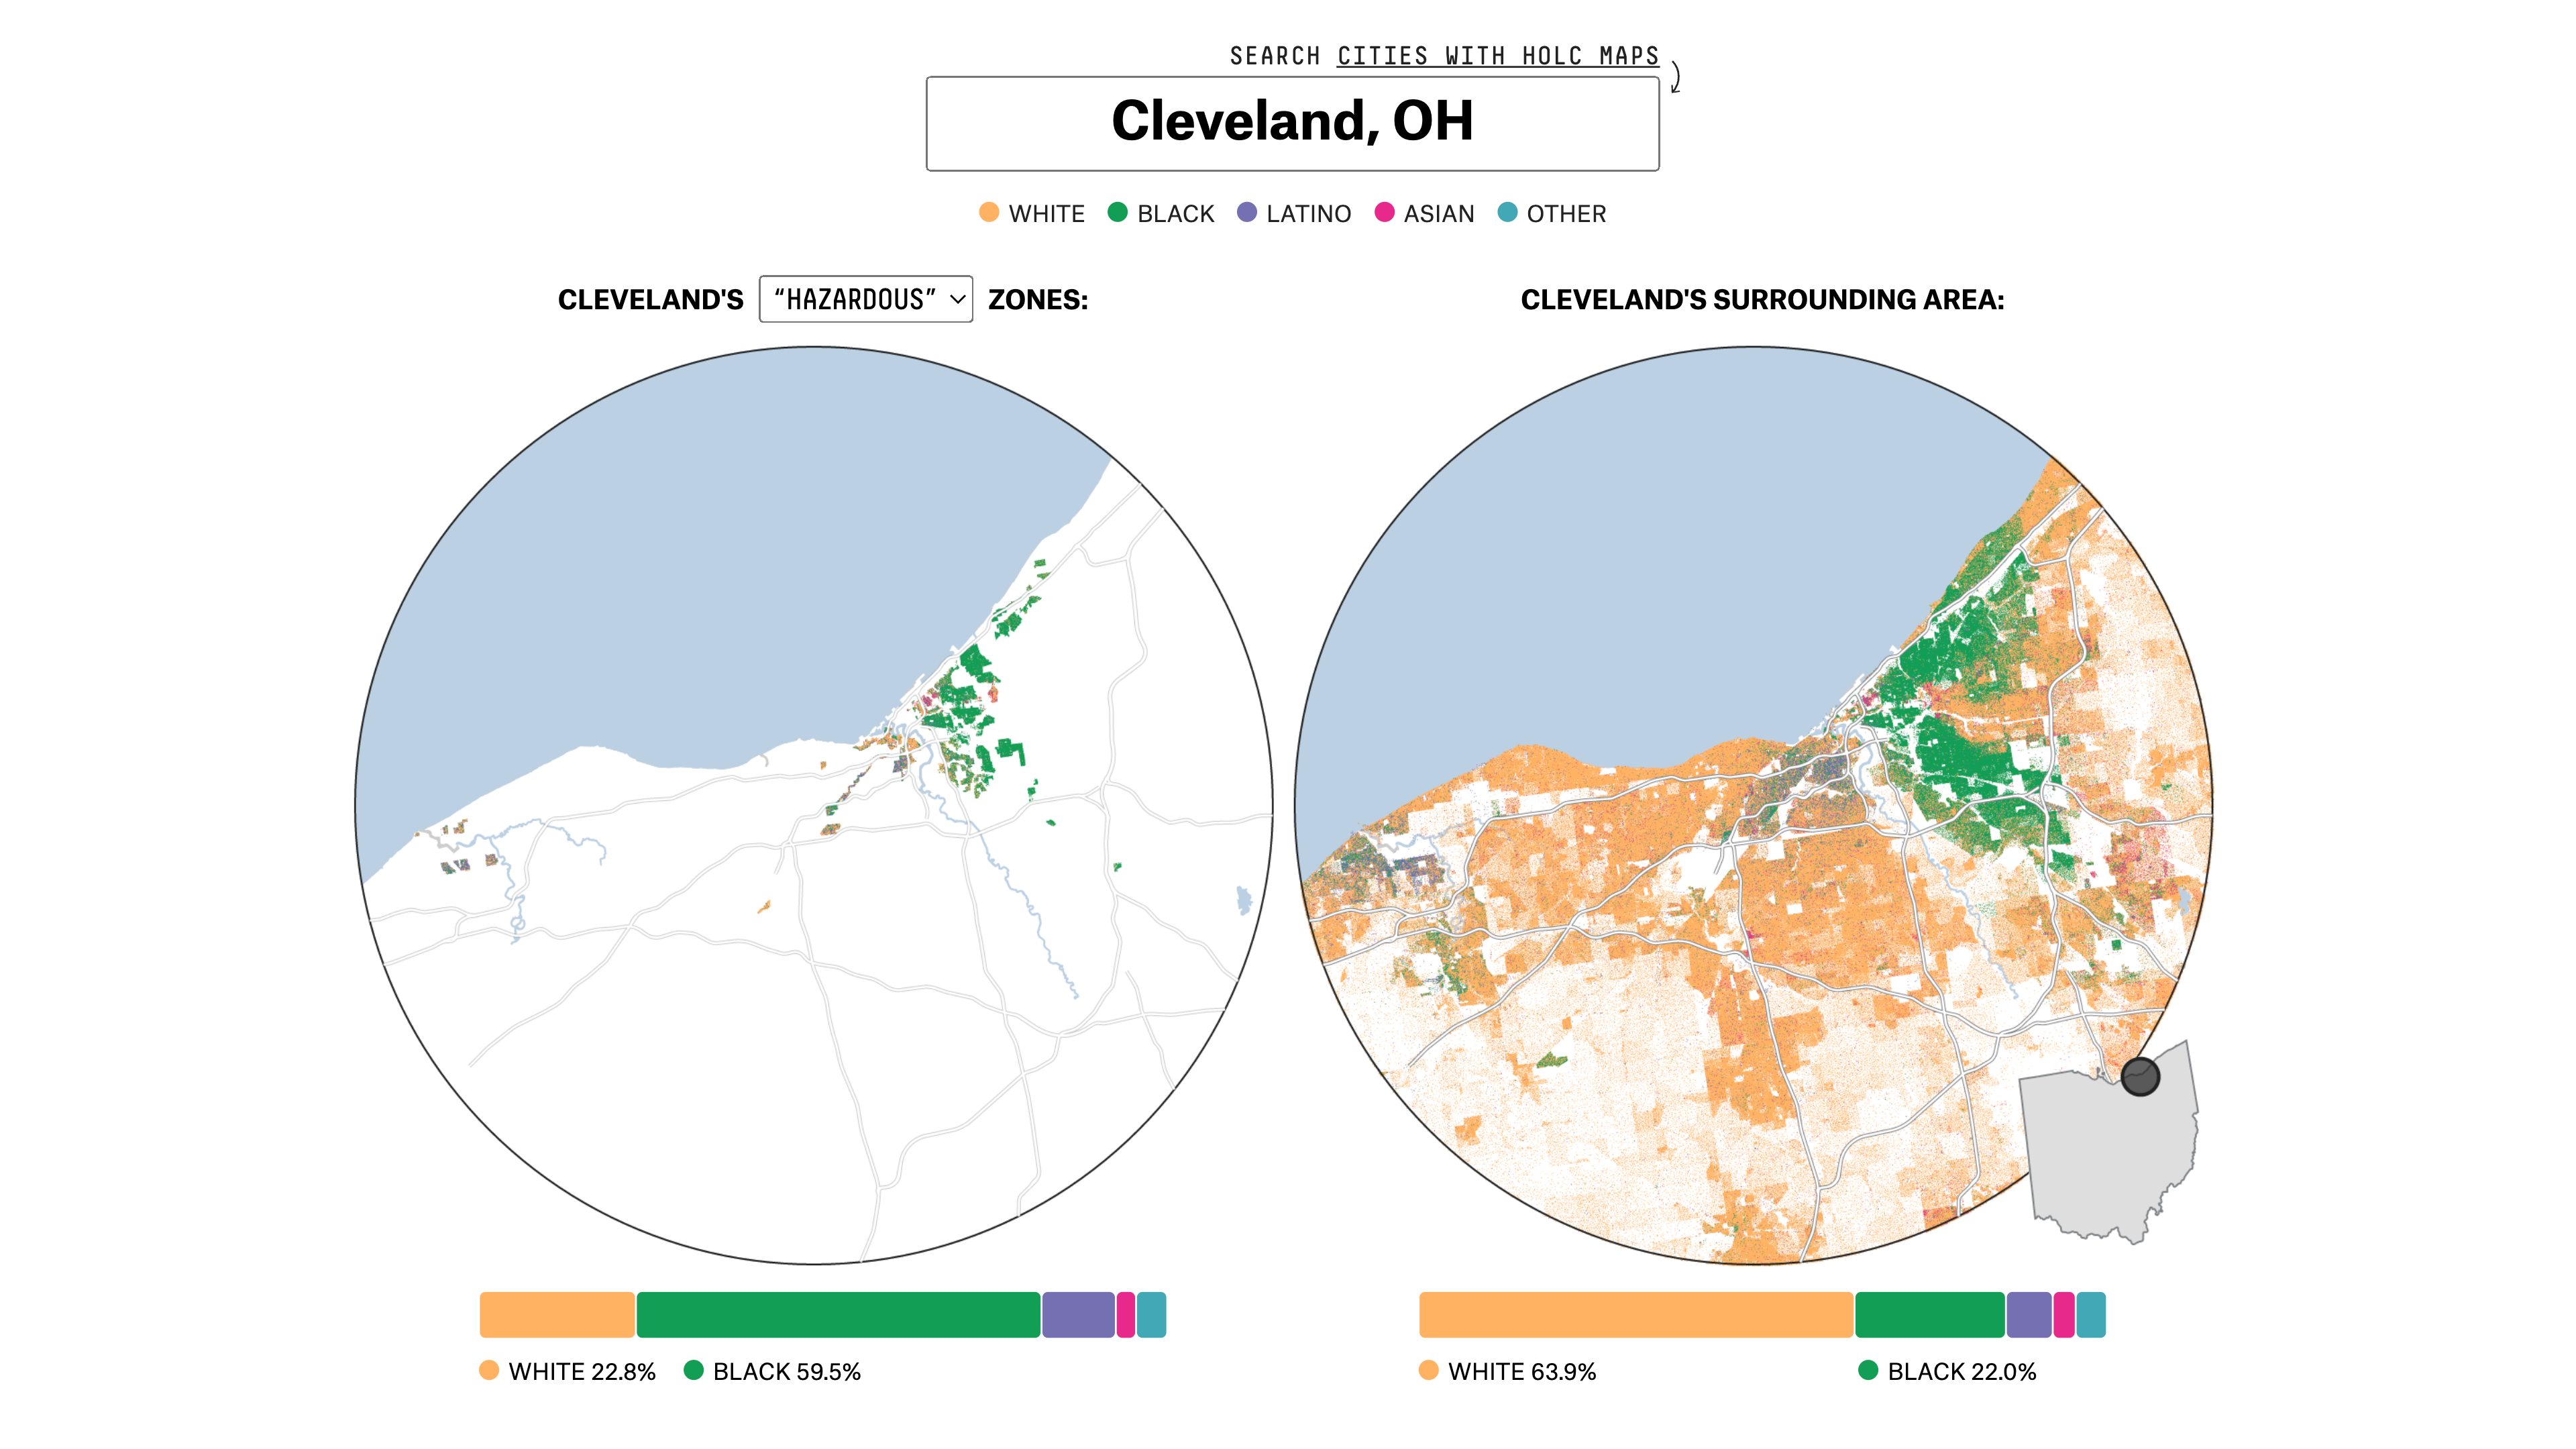 SEARCH CITIES WITH HOLC MAPS
Cleveland, OH
WHITE BLACK LATINO ASIAN OTHER
CLEVELAND'S “HAZARDOUS” ZONES:
CLEVELAND'S SURROUNDING AREA:
WHITE 22.8% BLACK 59.5%
WHITE 63.9% BLACK 22.0%